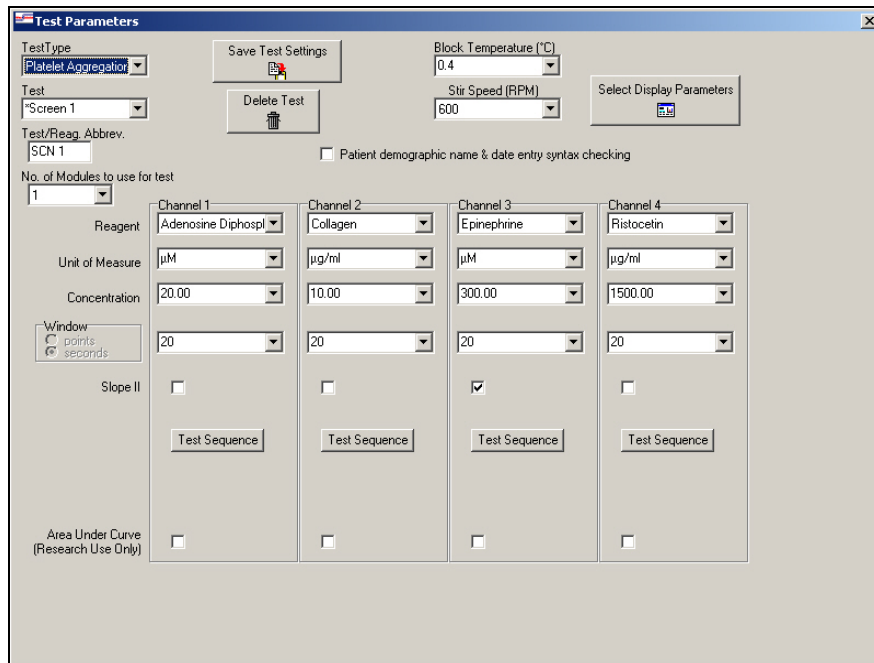 Test Parameters
TestType
Save Test Settings
Block Temperature (°C)
Platelet Aggregation
0.4
Test
Delete Test
Stir Speed (RPM)
Select Display Parameters
*Screen 1
600
Test/Reag. Abbrev.
SCN 1
Patient demographic name & date entry syntax checking
No. of Modules to use for test
1
Channel 1 Channel 2 Channel 3 Channel 4
Reagent Adenosine Diphospl Collagen Epinephrine Ristocetin
Unit of Measure µM µg/ml µM µg/ml
Concentration 20.00 10.00 300.00 1500.00
Window
points
seconds
20 20 20 20
Slope II
Test Sequence Test Sequence Test Sequence Test Sequence
Area Under Curve
(Research Use Only)